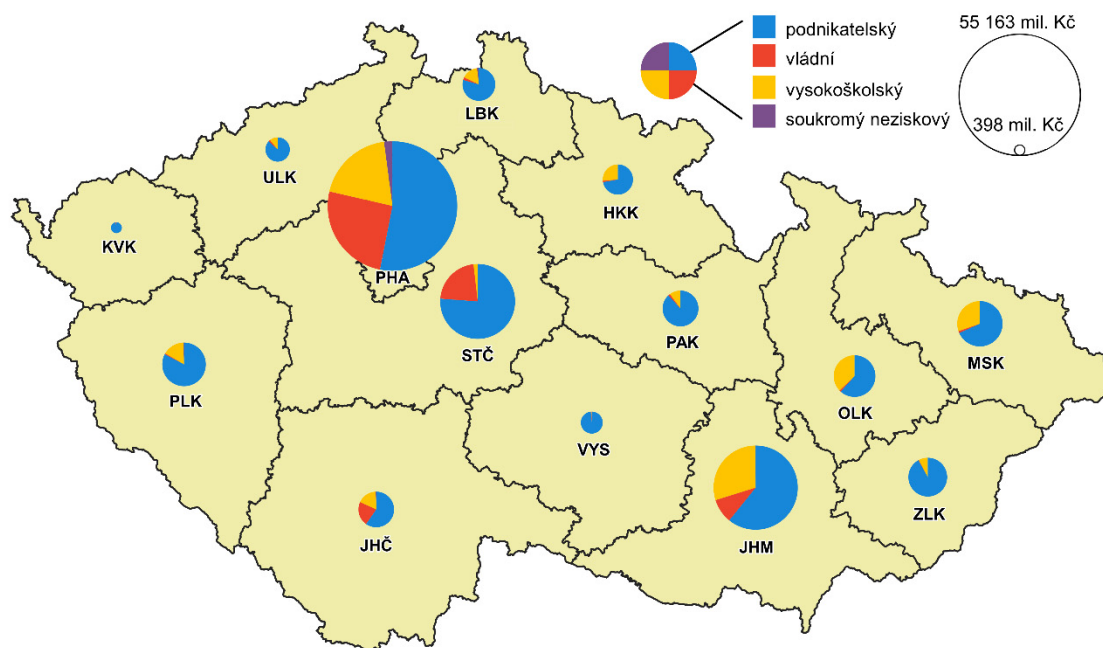 55 163 mil. Kč
podnikatelský
vládní
vysokoškolský
soukromý neziskový
398 mil. Kč
LBK
ULK
HKK
KVK
PHA
STČ
PAK
MSK
PLK
OLK
VYS
ZLK
JHČ
JHM